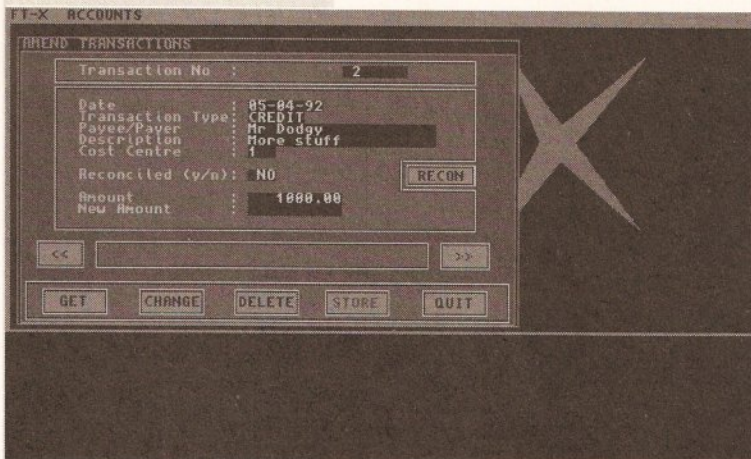 FT-X ACCOUNTS
AMEND TRANSACTIONS
Transaction No : 2
Date : 05-04-92
Transaction Type: CREDIT
Payee/Payer : Mr Dodgy
Description : More stuff
Cost Centre : 1
Reconciled (y/n): NO
RECON
Amount : 1000.00
New Amount :
<< >>
GET CHANGE DELETE STORE QUIT